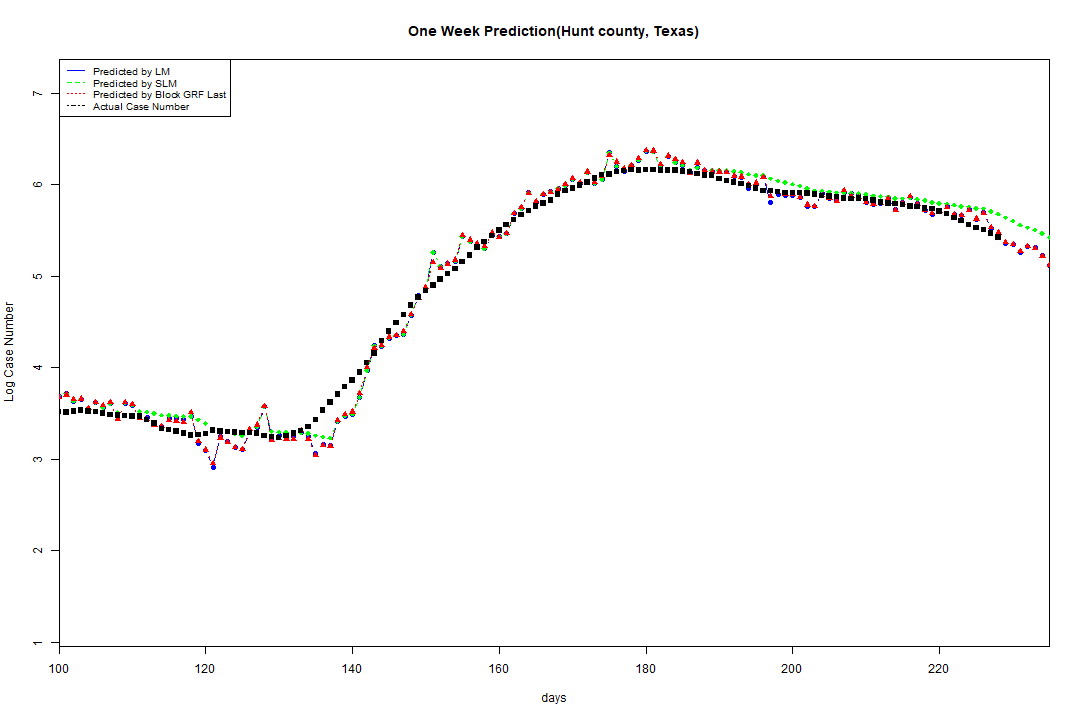 One Week Prediction(Hunt county, Texas)
Predicted by LM
Predicted by SLM
Predicted by Block GRF Last
Actual Case Number
7
6
5
4
3
2
1
Log Case Number
100 120 140 160 180 200 220
days